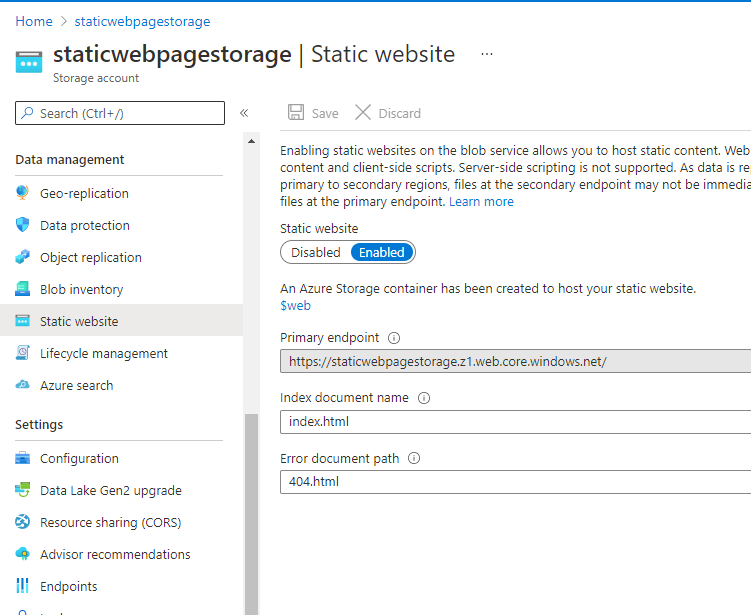 Home > staticwebpagestorage
staticwebpagestorage | Static website ...
Storage account
Search (Ctrl+/)
«
Data management
Geo-replication
Data protection
Object replication
Blob inventory
Static website
Lifecycle management
Azure search
Settings
Configuration
Data Lake Gen2 upgrade
Resource sharing (CORS)
Advisor recommendations
Endpoints
Save Discard
Enabling static websites on the blob service allows you to host static content. Web
content and client-side scripts. Server-side scripting is not supported. As data is re
primary to secondary regions, files at the secondary endpoint may not be immedia
files at the primary endpoint. Learn more
Static website
Disabled Enabled
An Azure Storage container has been created to host your static website.
$web
Primary endpoint
https://staticwebpagestorage.z1.web.core.windows.net/
Index document name
index.html
Error document path
404.html